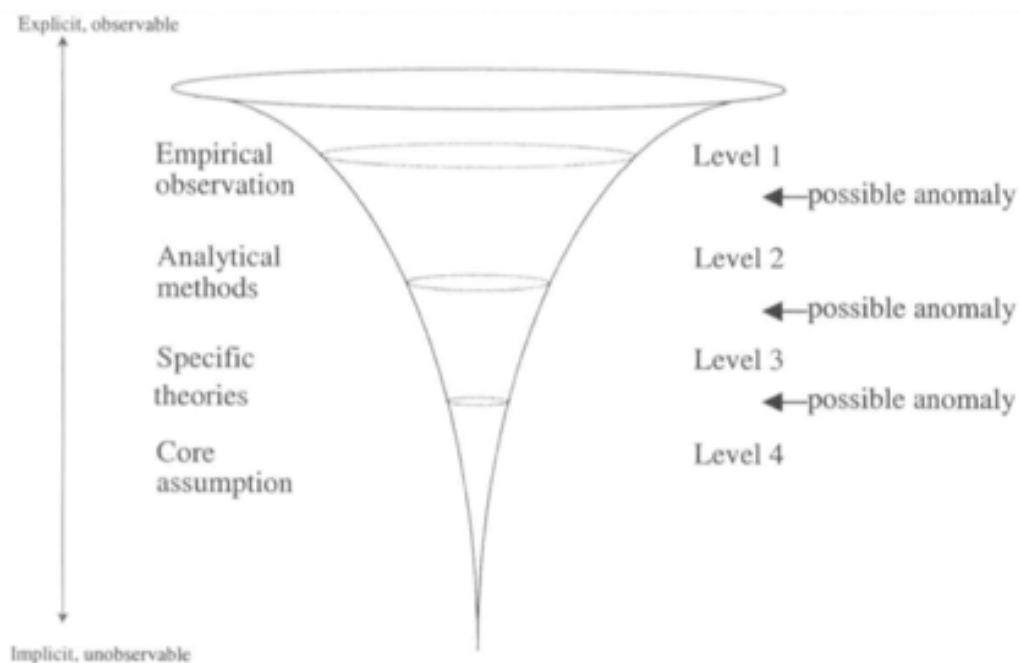 Explicit, observable
Empirical
observation
Level 1
possible anomaly
Analytical
methods
Level 2
possible anomaly
Specific
theories
Level 3
possible anomaly
Core
assumption
Level 4
Implicit, unobservable